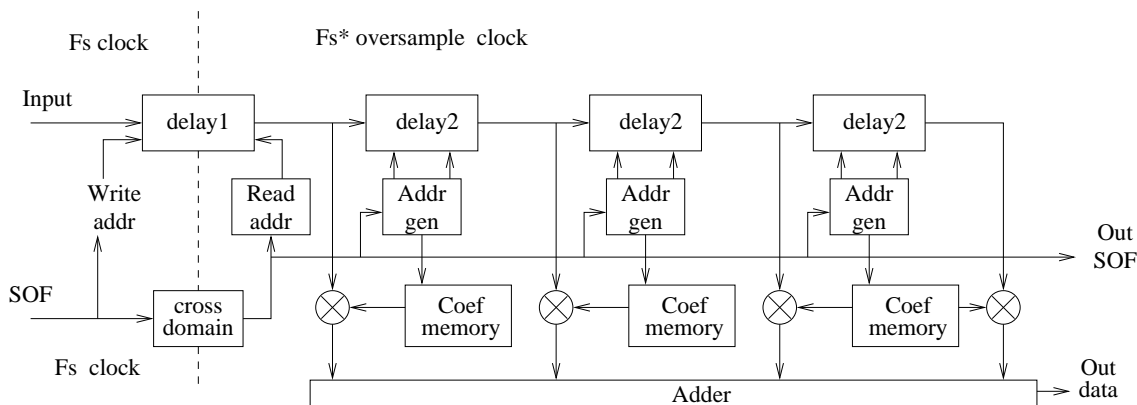 Fs clock
Fs* oversample clock
Input
delay1
delay2
delay2
delay2
Write
addr
Read
addr
Addr
gen
Addr
gen
Addr
gen
Out
SOF
SOF
cross
domain
Coef
memory
Coef
memory
Coef
memory
Fs clock
Adder
Out
data